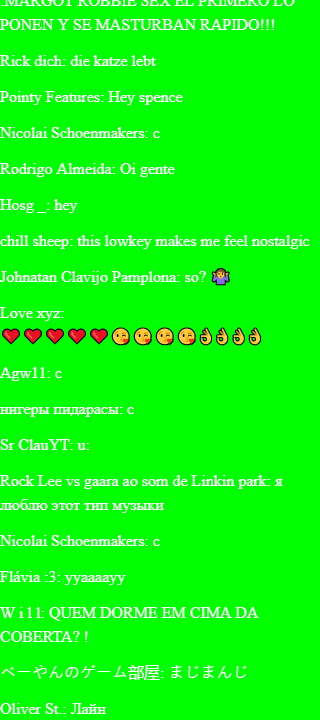 .MARGOT ROBBIE SEX EL PRIMERO LO
PONEN Y SE MASTURBAN RAPIDO!!!
Rick dich: die katze lebt
Pointy Features: Hey spence
Nicolai Schoenmakers: c
Rodrigo Almeida: Oi gente
Hosg _: hey
chill sheep: this lowkey makes me feel nostalgic
Johnatan Clavijo Pamplona: so? 🤷‍♀️
Love xyz:
❤️❤️❤️❤️❤️😘😘😘😘👌👌👌👌
Agw11: c
нигеры пидарасы: c
Sr ClauYT: u:
Rock Lee vs gaara ao som de Linkin park: я
люблю этот тип музыки
Nicolai Schoenmakers: c
Flávia :3: yyaaaayy
W i 11: QUEM DORME EM CIMA DA
COBERTA? !
べーやんのゲーム部屋: まじまんじ
Oliver St.: Лайн